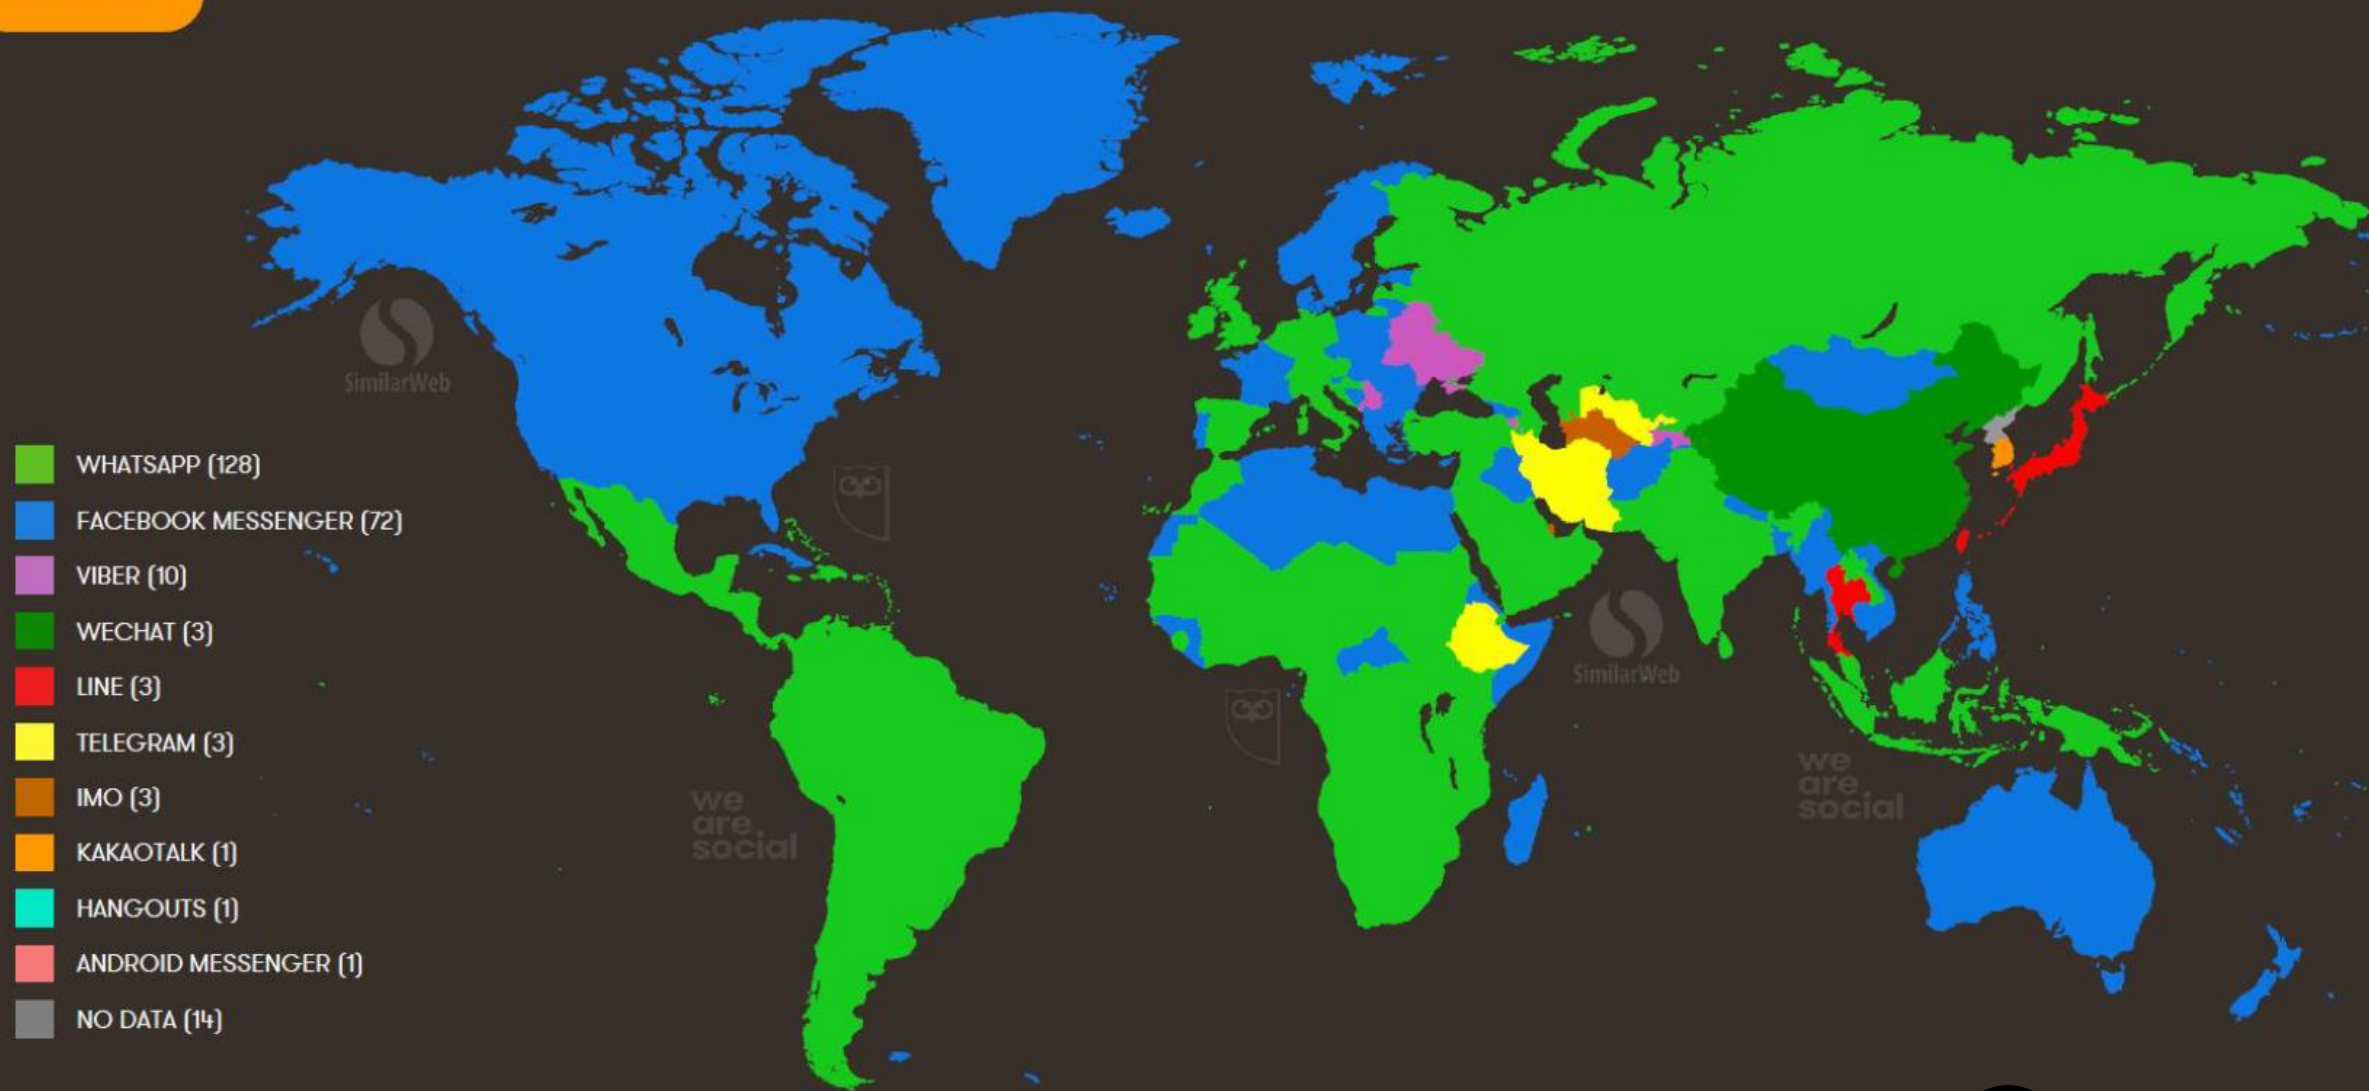 SimilarWeb
WHATSAPP (128)
FACEBOOK MESSENGER (72)
VIBER (10)
WECHAT (3)
LINE (3)
TELEGRAM (3)
IMO (3)
KAKAOTALK (1)
HANGOUTS (1)
ANDROID MESSENGER (1)
NO DATA (14)
we
are
social
SimilarWeb
we
are
social